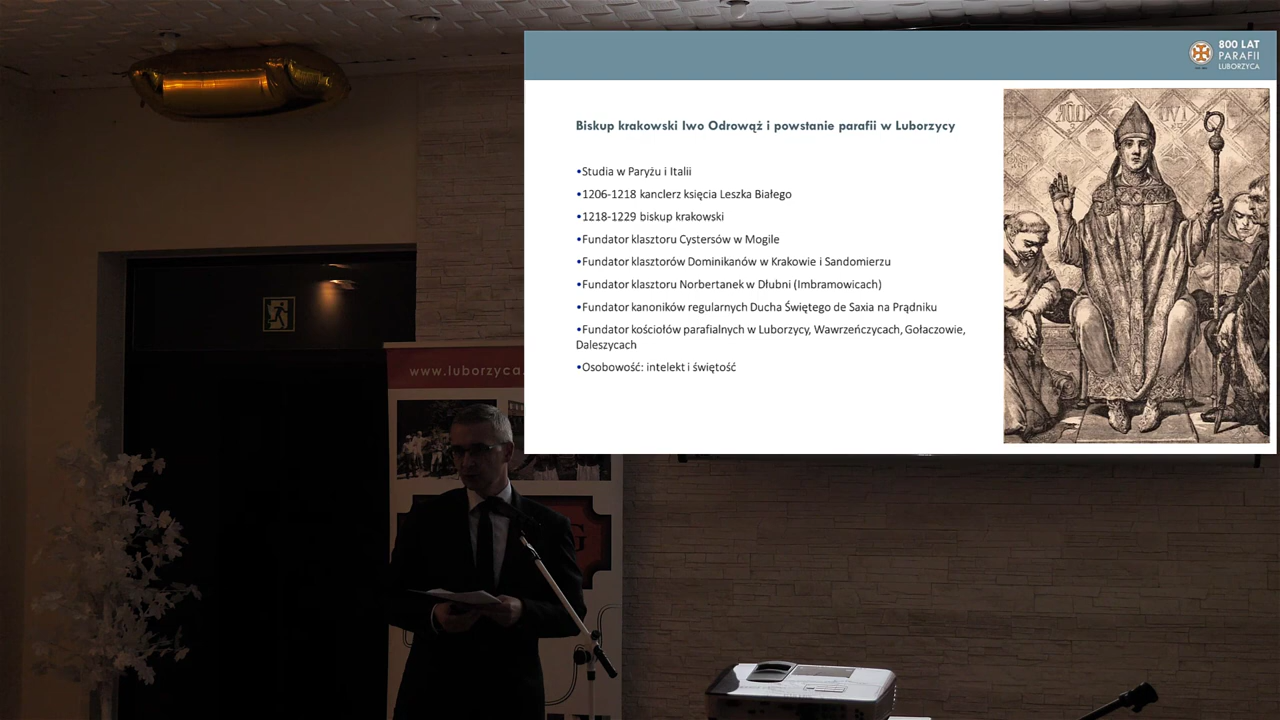 800 LAT
PARAFII
LUBORZYCA
Biskup krakowski Iwo Odrowąż i powstanie parafii w Luborzycy
•Studia w Paryżu i Italii
•1206-1218 kanclerz księcia Leszka Białego
•1218-1229 biskup krakowski
•Fundator klasztoru Cystersów w Mogile
•Fundator klasztorów Dominikanów w Krakowie i Sandomierzu
•Fundator klasztoru Norbertanek w Dłubni (Imbramowicach)
•Fundator kanoników regularnych Ducha Świętego de Saxia na Prądniku
•Fundator kościołów parafialnych w Luborzycy, Wawrzeńczycach, Gołaczowie,
Daleszycach
•Osobowość: intelekt i świętość
www.luborzyca.
G